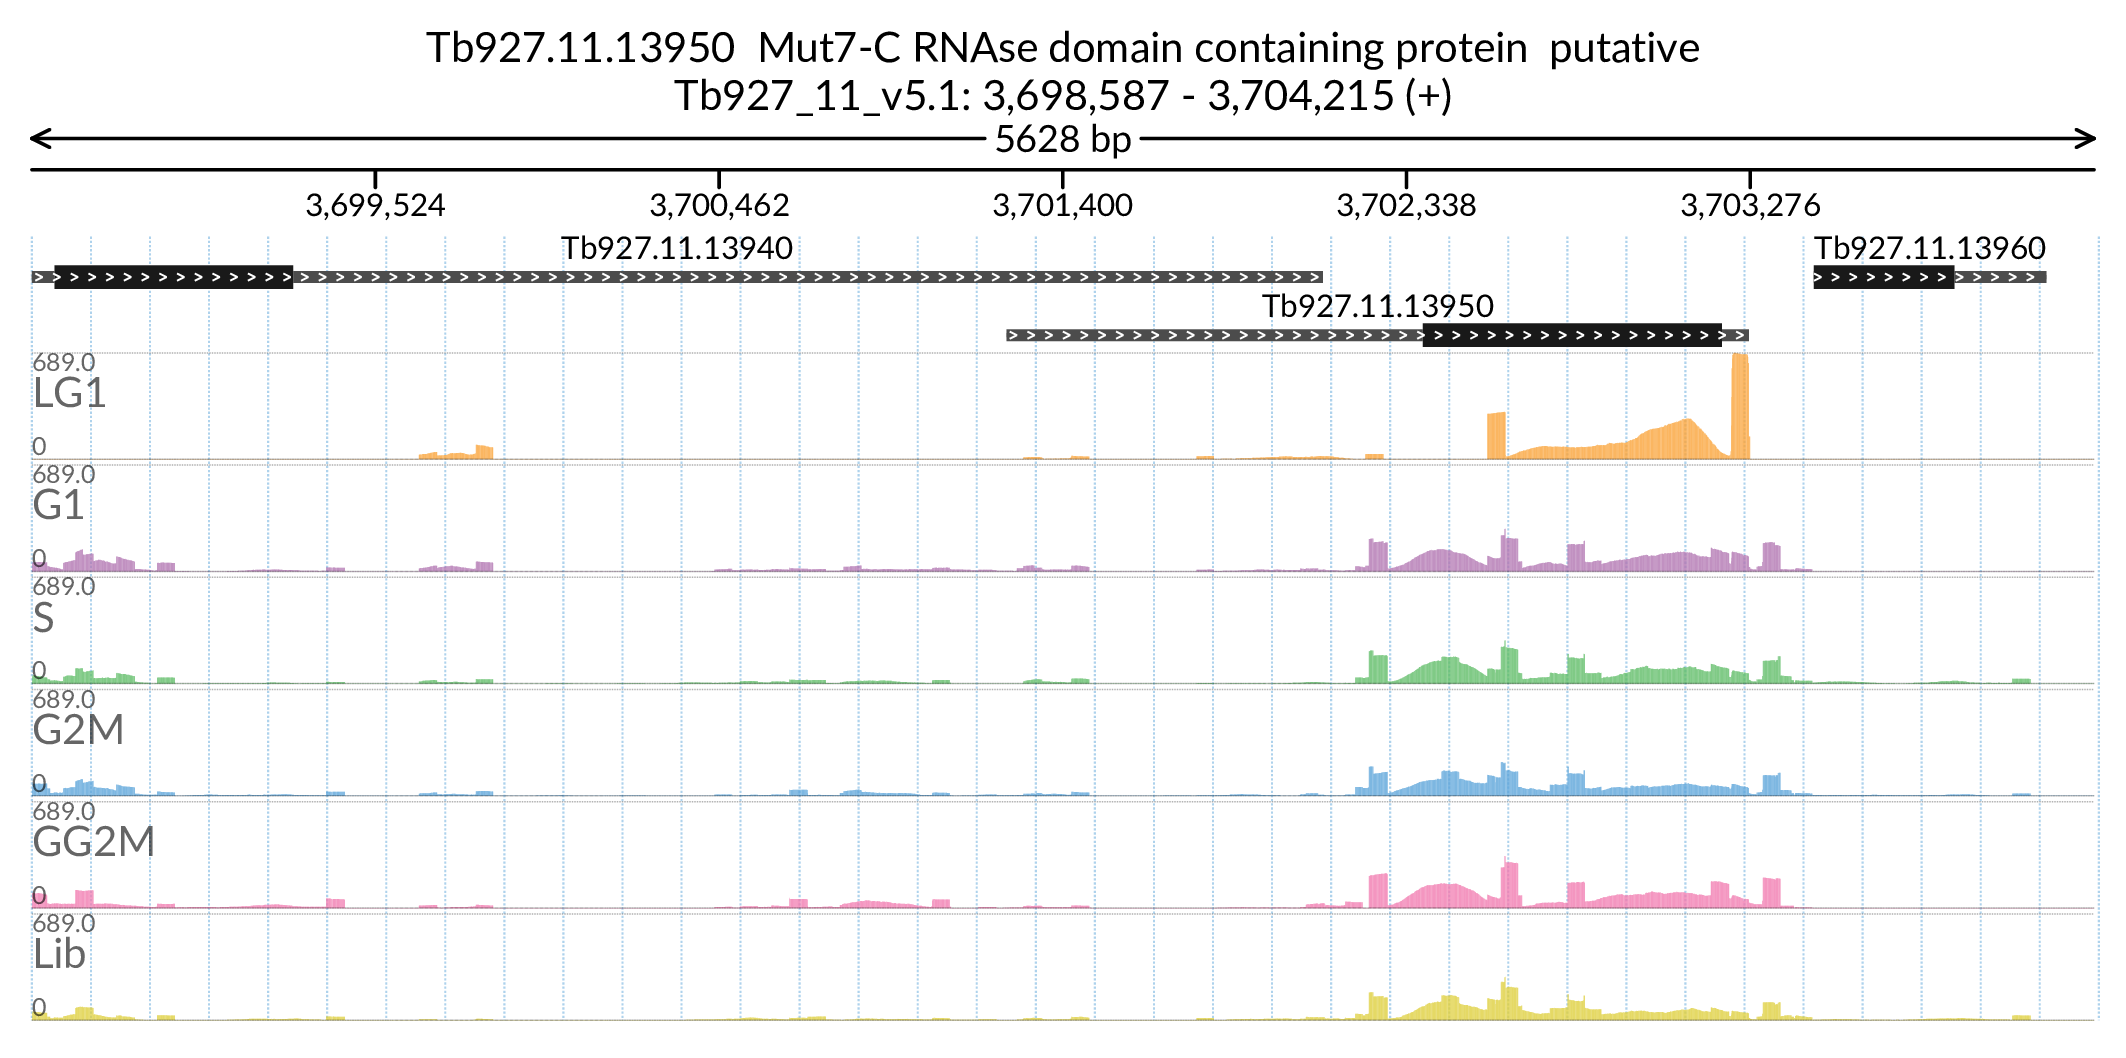 Tb927.11.13950  Mut7-C RNAse domain containing protein  putative
Tb927_11_v5.1: 3,698,587 - 3,704,215 (+)
5628 bp
3,699,524 3,700,462 3,701,400 3,702,338 3,703,276
Tb927.11.13940 Tb927.11.13960
Tb927.11.13950
689.0
LG1
0
689.0
G1
0
689.0
S
0
689.0
G2M
0
689.0
GG2M
0
689.0
Lib
0